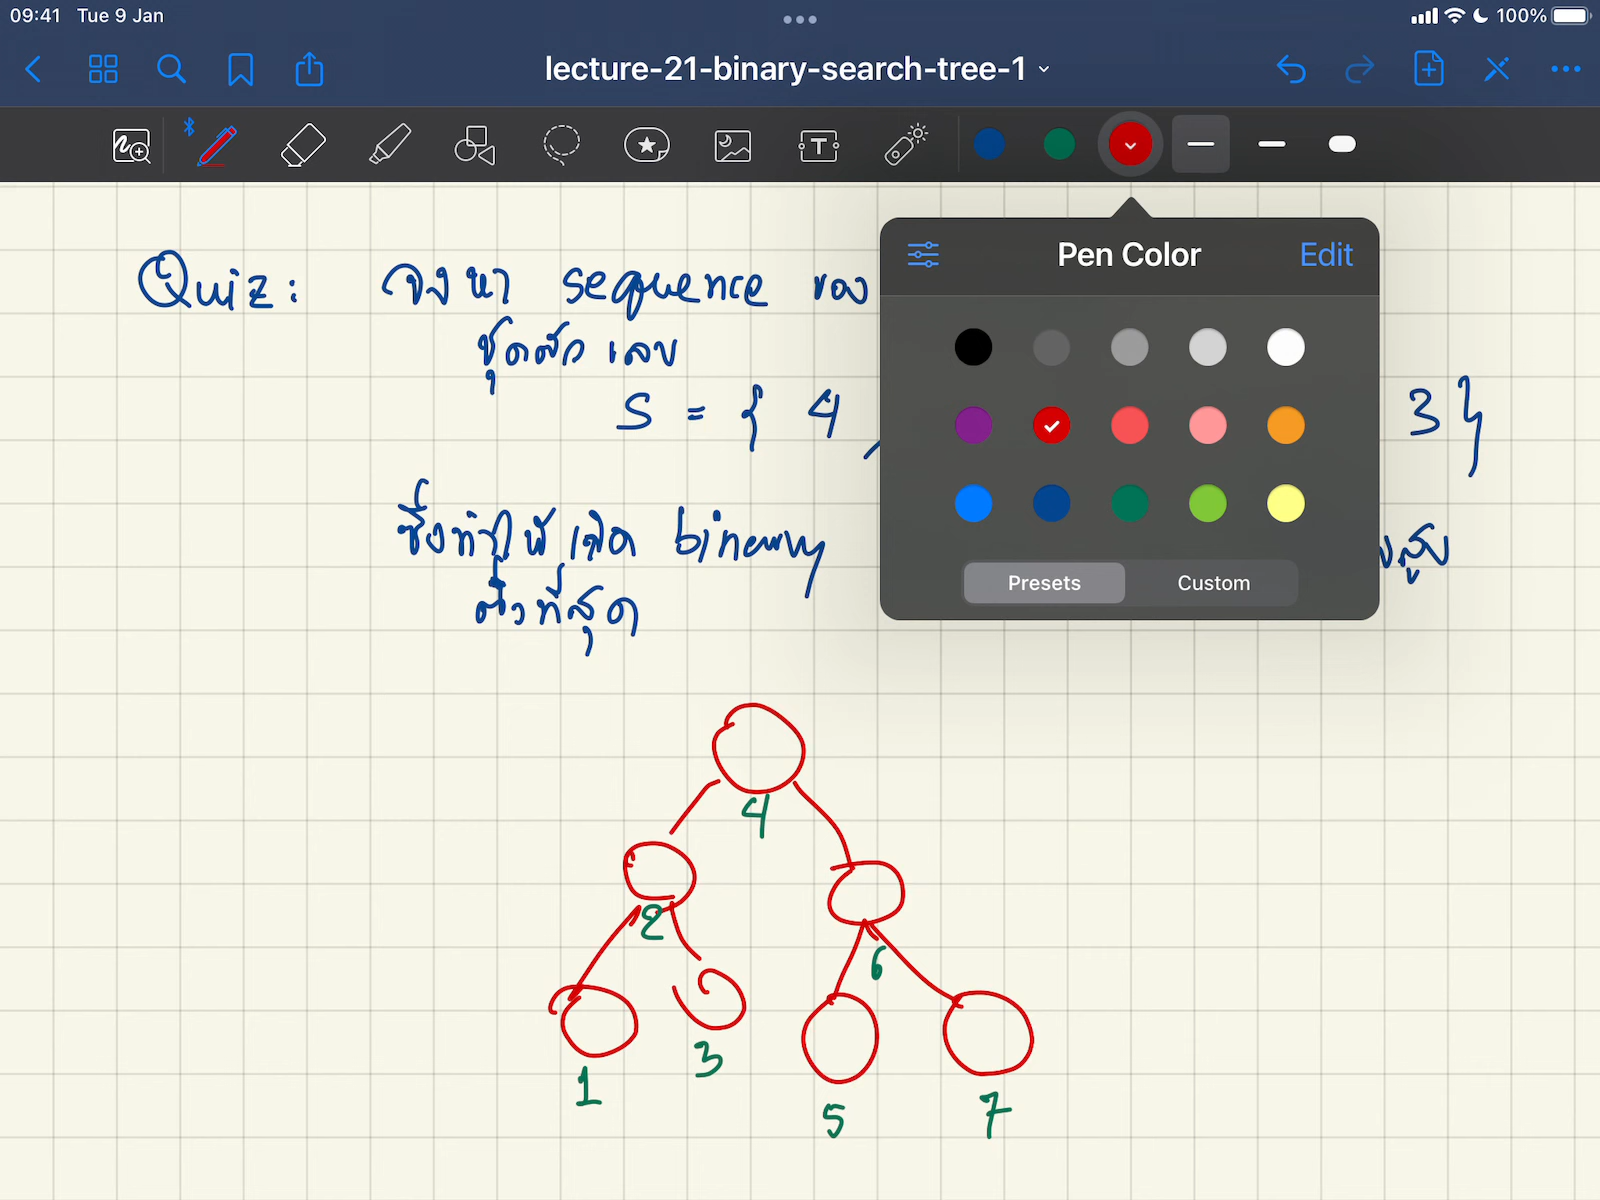 09:41 Tue 9 Jan 100%
lecture-21-binary-search-tree-1
Pen Color Edit
Presets Custom
Quiz: จงหา sequence ของ
ชุดตัวเลข
S = { 4, 3}
ซึ่งทำให้เกิด binary
ที่สุด
4
2 6
1 3 5 7